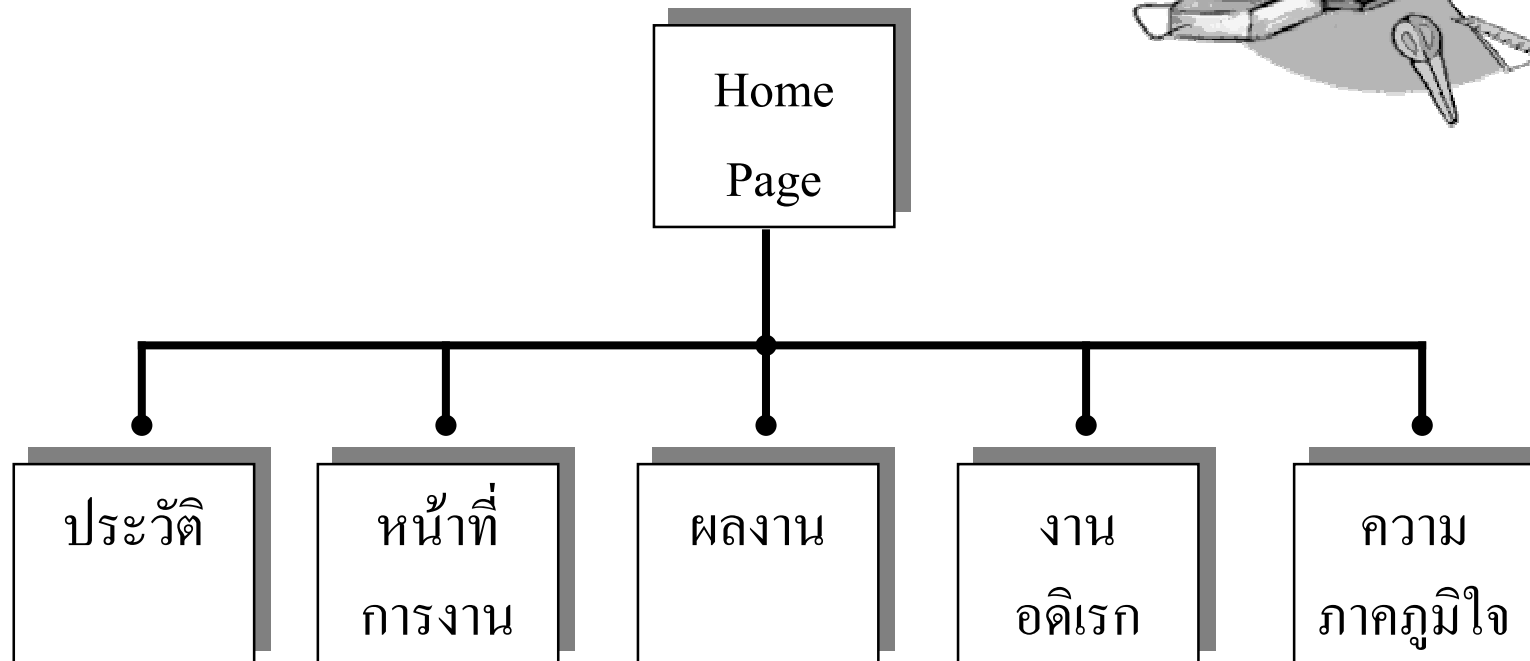 Home
Page
ประวัติ
หน้าที่
การงาน
ผลงาน
งาน
อดิเรก
ความ
ภาคภูมิใจ